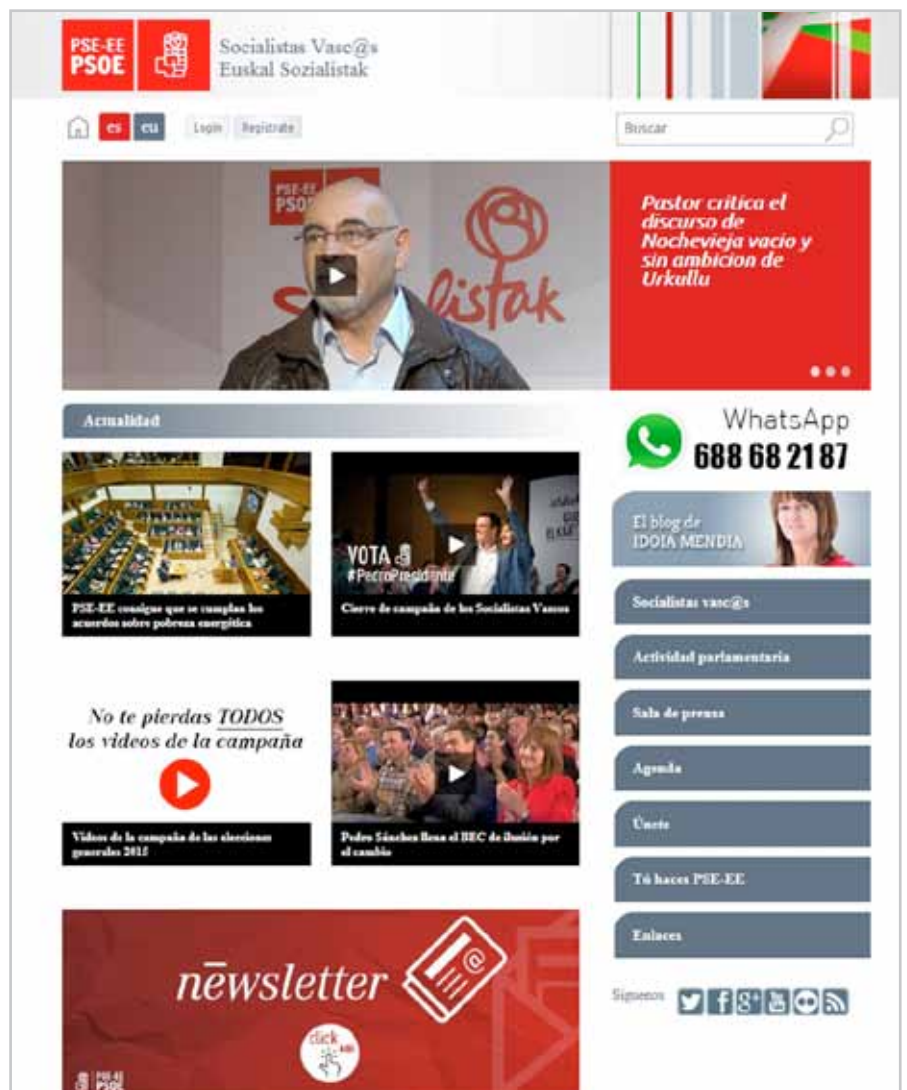 PSE-EE
PSOE
Socialistas Vasc@s
Euskal Sozialistak
es
eu
Login
Regístrate
Buscar
PSE-EE
PSOE
listak
Pastor critica el
discurso de
Nochevieja vacio y
sin ambicion de
Urkullu
Actualidad
WhatsApp
688 68 21 87
VOTA
#PedroPresidente
PSE-EE consigue que se cumplan los
acuerdos sobre pobreza energética
Cierre de campaña de los Socialistas Vascos
El blog de
IDOIA MENDIA
Socialistas vasc@s
Actividad parlamentaria
Sala de prensa
Agenda
Únete
Tú haces PSE-EE
Enlaces
No te pierdas TODOS
los videos de la campaña
Videos de la campaña de las elecciones
generales 2015
Pedro Sánchez llena el BEC de ilusión por
el cambio
newsletter
click
PSE-EE
PSOE
Síguenos